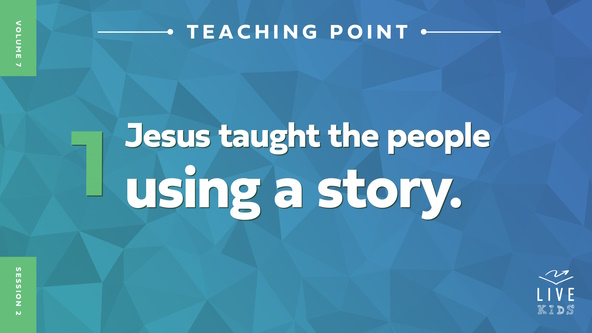 VOLUME 7
TEACHING POINT
1
Jesus taught the people
using a story.
SESSION 2
LIVE
KIDS